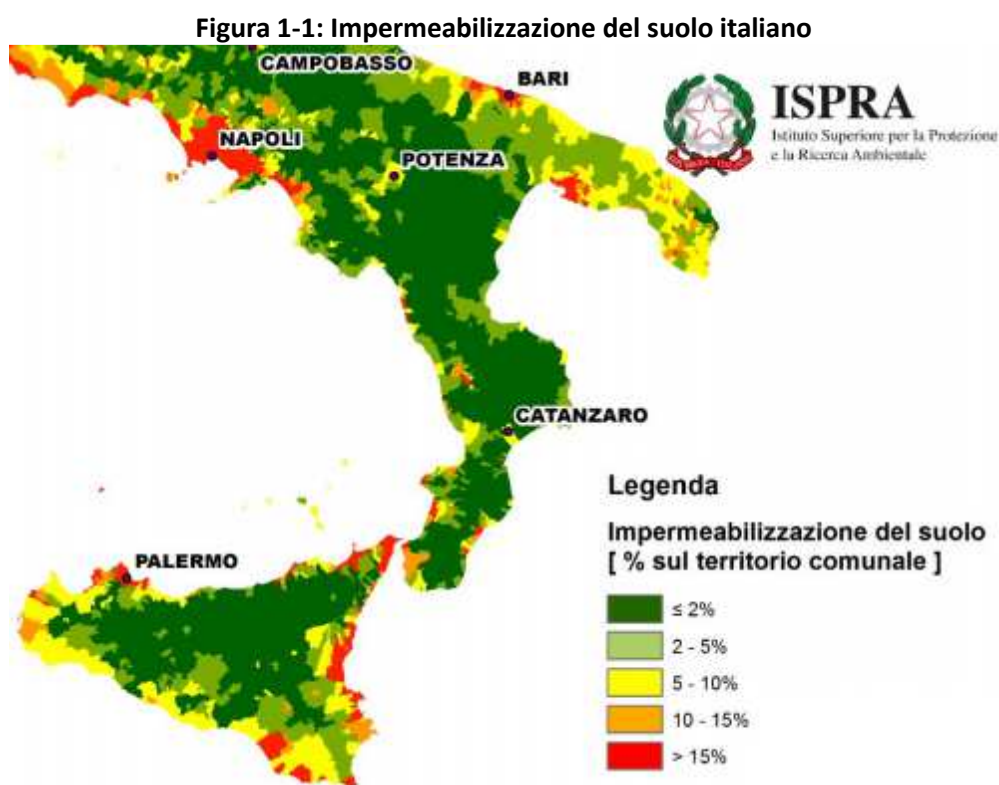 Figura 1-1: Impermeabilizzazione del suolo italiano
CAMPOBASSO
BARI
NAPOLI
POTENZA
ISPRA
Istituto Superiore per la Protezione
e la Ricerca Ambientale
CATANZARO
PALERMO
Legenda
Impermeabilizzazione del suolo
[ % sul territorio comunale ]
≤ 2%
2 - 5%
5 - 10%
10 - 15%
> 15%